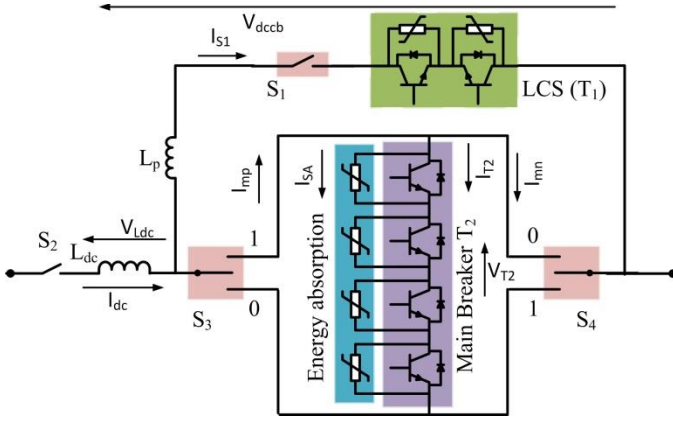 V_dccb
I_S1
S_1
LCS (T_1)
L_p
I_mp
I_SA
I_T2
I_mn
V_Ldc
S_2
L_dc
I_dc
1
0
S_3
Energy absorption
Main Breaker T_2
V_T2
0
1
S_4